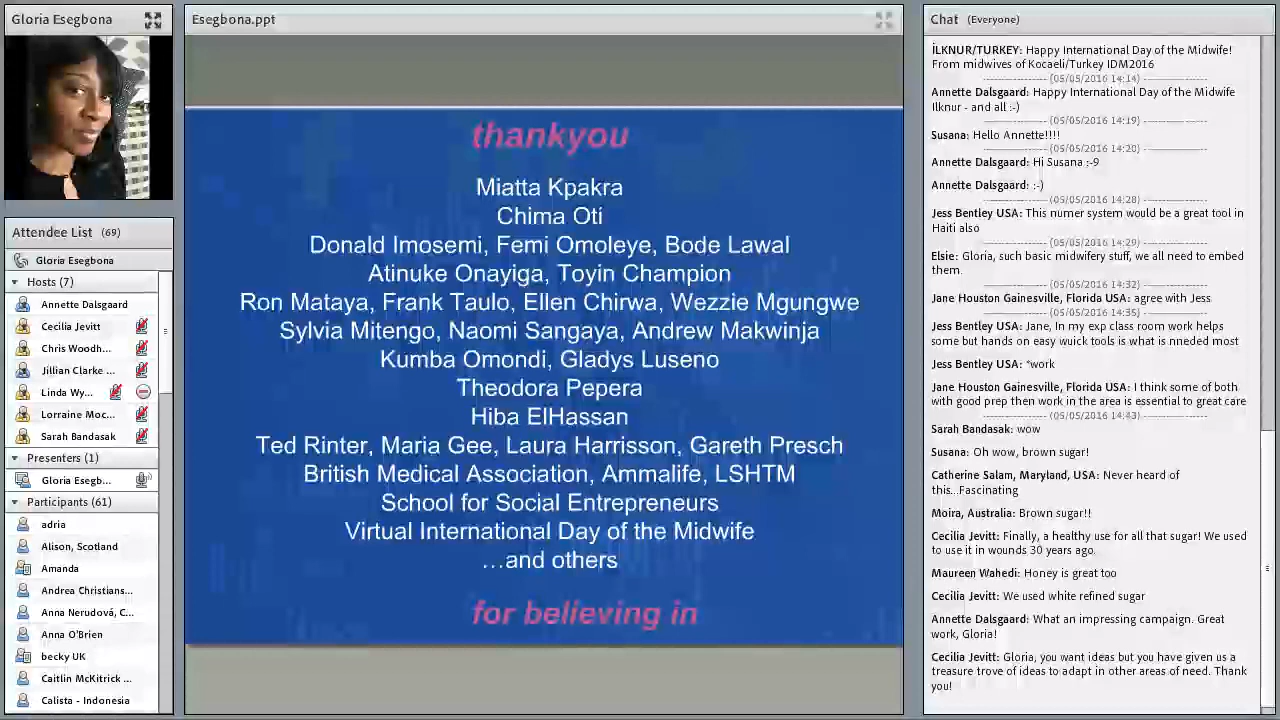 Gloria Esegbona
Attendee List (69)
Gloria Esegbona
Hosts (7)
Annette Dalsgaard
Cecilia Jevitt
Chris Woodh...
Jillian Clarke ...
Linda Wy...
Lorraine Moc...
Sarah Bandasak
Presenters (1)
Gloria Esegb...
Participants (61)
adria
Alison, Scotland
Amanda
Andrea Christians...
Anna Nerudová, C...
Anna O'Brien
becky UK
Caitlin McKitrick ...
Calista - Indonesia
Esegbona.ppt
thankyou
Miatta Kpakra
Chima Oti
Donald Imosemi, Femi Omoleye, Bode Lawal
Atinuke Onayiga, Toyin Champion
Ron Mataya, Frank Taulo, Ellen Chirwa, Wezzie Mgungwe
Sylvia Mitengo, Naomi Sangaya, Andrew Makwinja
Kumba Omondi, Gladys Luseno
Theodora Pepera
Hiba ElHassan
Ted Rinter, Maria Gee, Laura Harrisson, Gareth Presch
British Medical Association, Ammalife, LSHTM
School for Social Entrepreneurs
Virtual International Day of the Midwife
...and others
for believing in
Chat (Everyone)
İLKNUR/TURKEY: Happy International Day of the Midwife!
From midwives of Kocaeli/Turkey IDM2016
------------------ (05/05/2016 14:14) ------------------
Annette Dalsgaard: Happy International Day of the Midwife
Ilknur - and all :-)
------------------ (05/05/2016 14:19) ------------------
Susana: Hello Annette!!!!
------------------ (05/05/2016 14:20) ------------------
Annette Dalsgaard: Hi Susana :-9
Annette Dalsgaard: :-)
------------------ (05/05/2016 14:28) ------------------
Jess Bentley USA: This numer system would be a great tool in
Haiti also
------------------ (05/05/2016 14:29) ------------------
Elsie: Gloria, such basic midwifery stuff, we all need to embed
them.
------------------ (05/05/2016 14:32) ------------------
Jane Houston Gainesville, Florida USA: agree with Jess
------------------ (05/05/2016 14:35) ------------------
Jess Bentley USA: Jane, In my exp class room work helps
some but hands on easy wuick tools is what is nneded most
Jess Bentley USA: *work
Jane Houston Gainesville, Florida USA: I think some of both
with good prep then work in the area is essential to great care
------------------ (05/05/2016 14:43) ------------------
Sarah Bandasak: wow
Susana: Oh wow, brown sugar!
Catherine Salam, Maryland, USA: Never heard of
this...Fascinating
Moira, Australia: Brown sugar!!
Cecilia Jevitt: Finally, a healthy use for all that sugar! We used
to use it in wounds 30 years ago.
Maureen Wahedi: Honey is great too
Cecilia Jevitt: We used white refined sugar
Annette Dalsgaard: What an impressing campaign. Great
work, Gloria!
Cecilia Jevitt: Gloria, you want ideas but you have given us a
treasure trove of ideas to adapt in other areas of need. Thank
you!